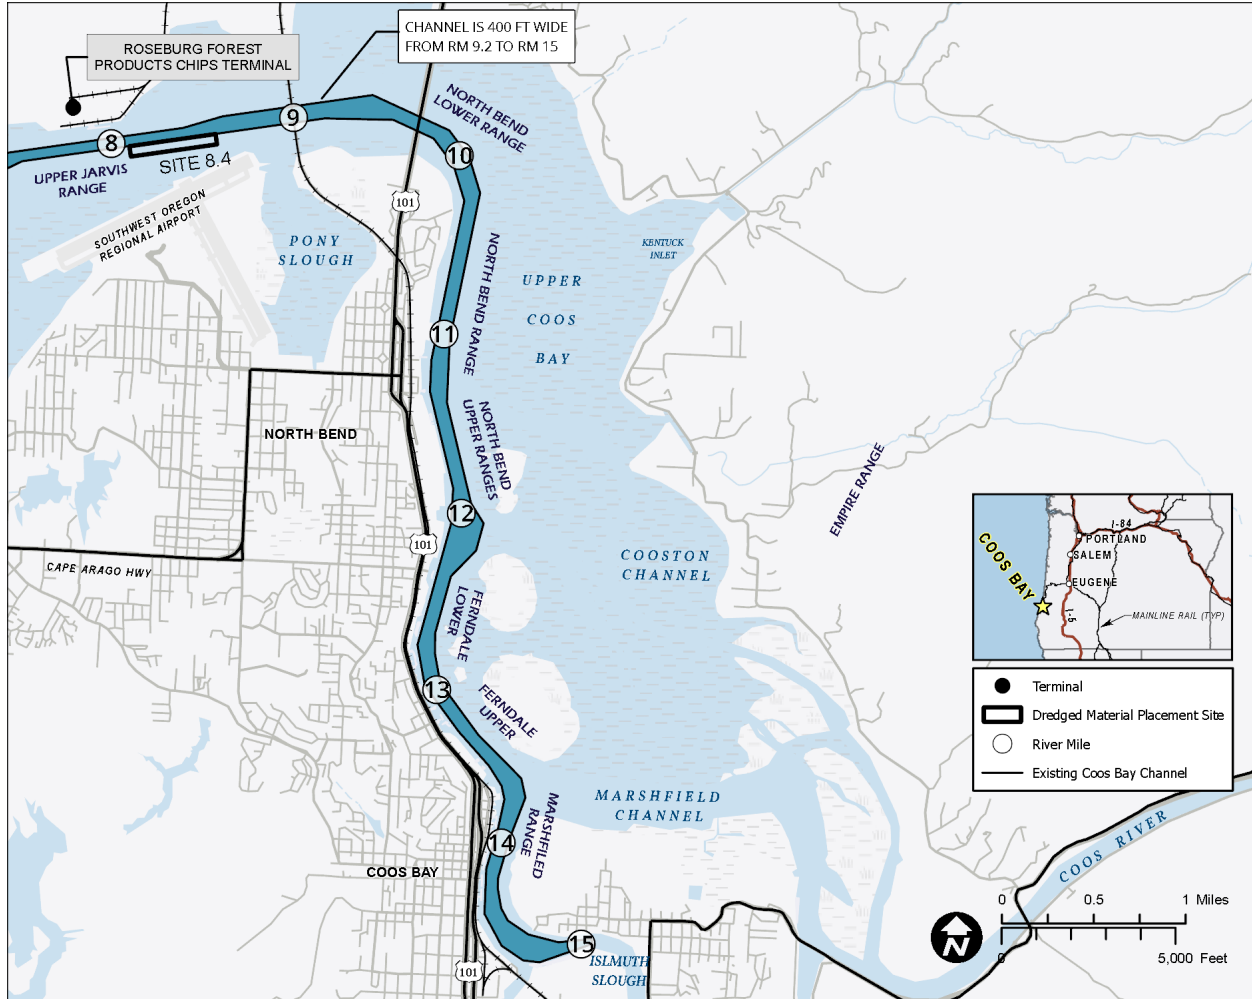 ROSEBURG FOREST
PRODUCTS CHIPS TERMINAL
CHANNEL IS 400 FT WIDE
FROM RM 9.2 TO RM 15
NORTH BEND
LOWER RANGE
8
9
10
SITE 8.4
UPPER JARVIS
RANGE
SOUTHWEST OREGON
REGIONAL AIRPORT
101
PONY
SLOUGH
KENTUCK
INLET
UPPER
COOS
BAY
NORTH BEND RANGE
11
NORTH BEND
NORTH BEND
UPPER RANGES
EMPIRE RANGE
12
101
CAPE ARAGO HWY
COOSTON
CHANNEL
FERNDALE
LOWER
13
FERNDALE
UPPER
MARSHFIELD
CHANNEL
MARSHFILED
RANGE
14
COOS BAY
15
ISLMUTH
SLOUGH
101
COOS RIVER
COOS BAY
I-84
PORTLAND
SALEM
EUGENE
I-5
MAINLINE RAIL (TYP)
Terminal
Dredged Material Placement Site
River Mile
Existing Coos Bay Channel
0 0.5 1 Miles
0 5,000 Feet
N